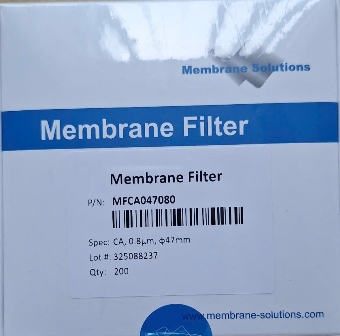 Membrane Solutions
Membrane Filter
Membrane Filter
P/N: MFCA047080
Spec: CA, 0.8μm, φ47mm
Lot #: 325088237
Qty: 200
www.membrane-solutions.com